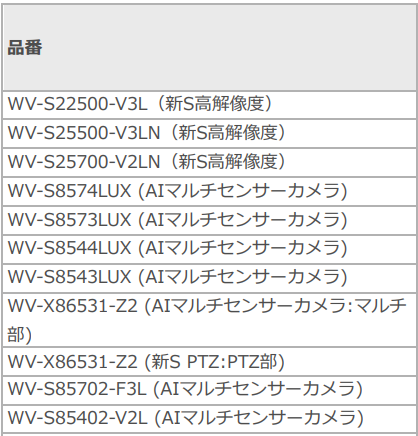 品番
WV-S22500-V3L（新S高解像度）
WV-S25500-V3LN（新S高解像度）
WV-S25700-V2LN（新S高解像度）
WV-S8574LUX (AIマルチセンサーカメラ)
WV-S8573LUX (AIマルチセンサーカメラ)
WV-S8544LUX (AIマルチセンサーカメラ)
WV-S8543LUX (AIマルチセンサーカメラ)
WV-X86531-Z2 (AIマルチセンサーカメラ:マルチ
部)
WV-X86531-Z2 (新S PTZ:PTZ部)
WV-S85702-F3L (AIマルチセンサーカメラ)
WV-S85402-V2L (AIマルチセンサーカメラ)